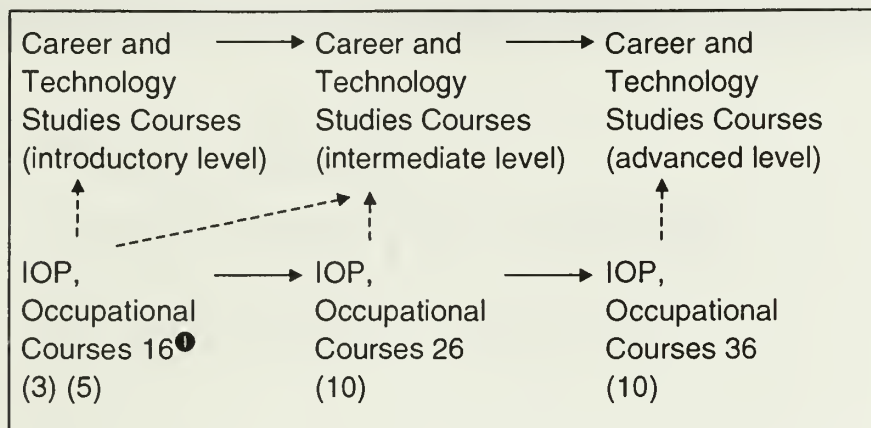 Career and
Technology
Studies Courses
(introductory level)
Career and
Technology
Studies Courses
(intermediate level)
Career and
Technology
Studies Courses
(advanced level)
IOP,
Occupational
Courses 16❶
(3) (5)
IOP,
Occupational
Courses 26
(10)
IOP,
Occupational
Courses 36
(10)